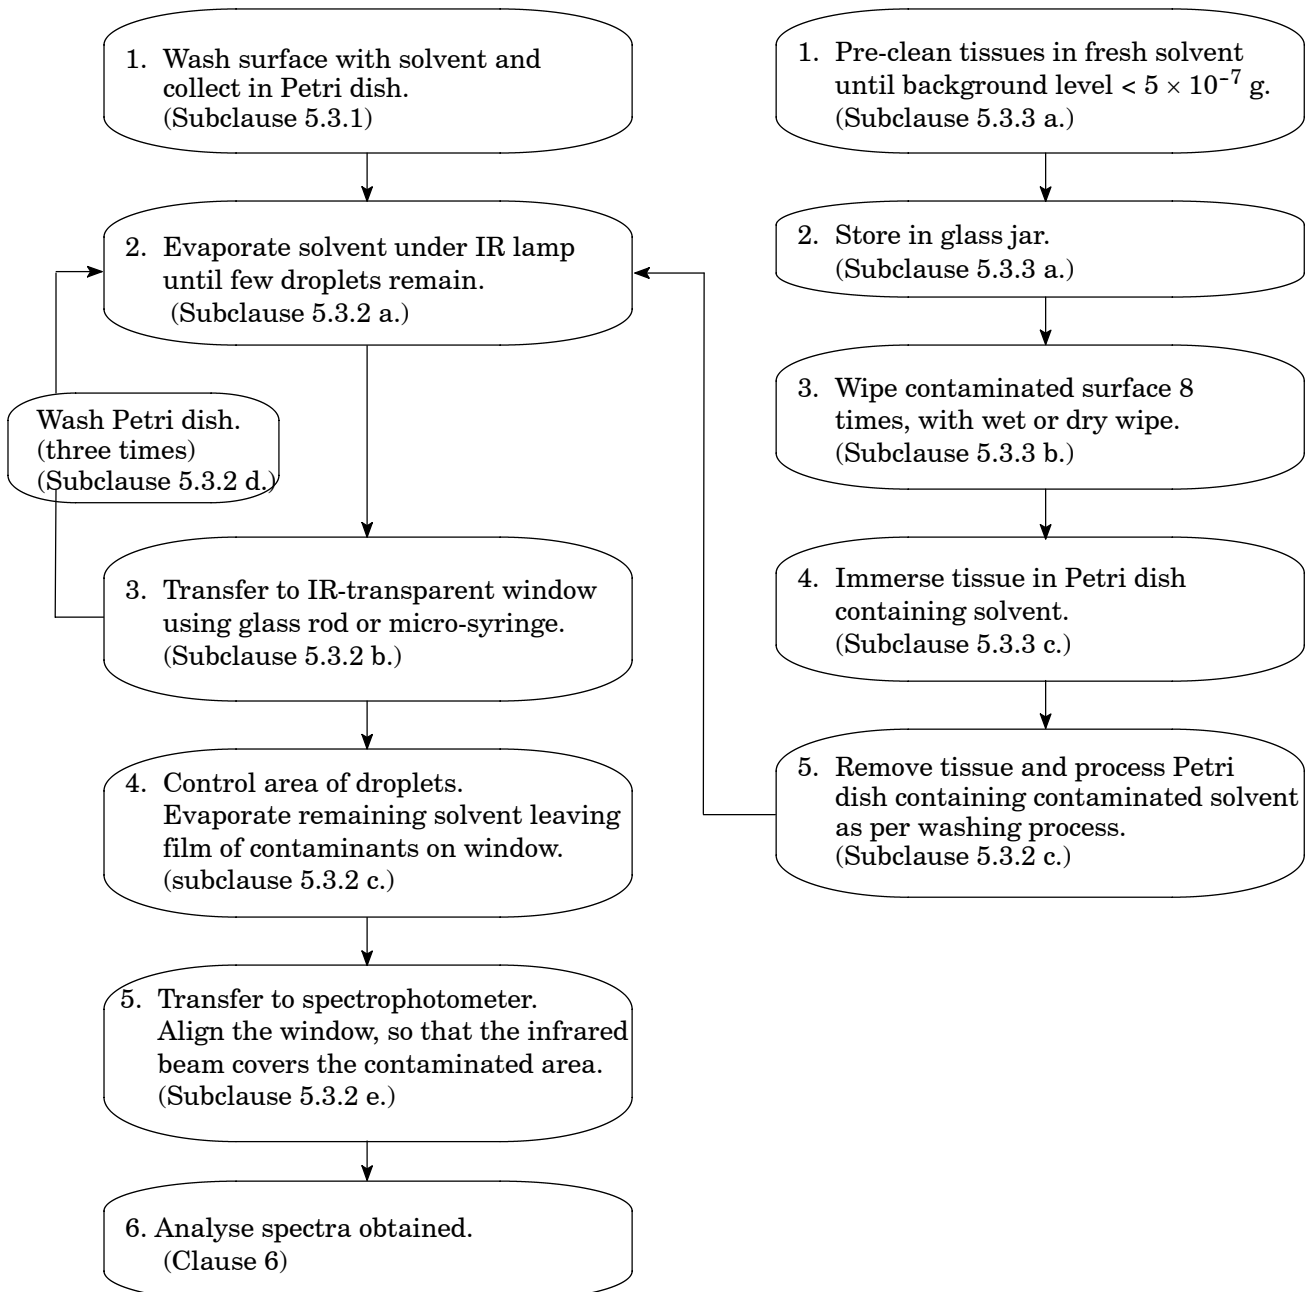 1. Wash surface with solvent and
collect in Petri dish.
(Subclause 5.3.1)
2. Evaporate solvent under IR lamp
until few droplets remain.
(Subclause 5.3.2 a.)
Wash Petri dish.
(three times)
(Subclause 5.3.2 d.)
3. Transfer to IR-transparent window
using glass rod or micro-syringe.
(Subclause 5.3.2 b.)
4. Control area of droplets.
Evaporate remaining solvent leaving
film of contaminants on window.
(subclause 5.3.2 c.)
5. Transfer to spectrophotometer.
Align the window, so that the infrared
beam covers the contaminated area.
(Subclause 5.3.2 e.)
6. Analyse spectra obtained.
(Clause 6)
1. Pre-clean tissues in fresh solvent
until background level < 5 × 10⁻⁷ g.
(Subclause 5.3.3 a.)
2. Store in glass jar.
(Subclause 5.3.3 a.)
3. Wipe contaminated surface 8
times, with wet or dry wipe.
(Subclause 5.3.3 b.)
4. Immerse tissue in Petri dish
containing solvent.
(Subclause 5.3.3 c.)
5. Remove tissue and process Petri
dish containing contaminated solvent
as per washing process.
(Subclause 5.3.2 c.)